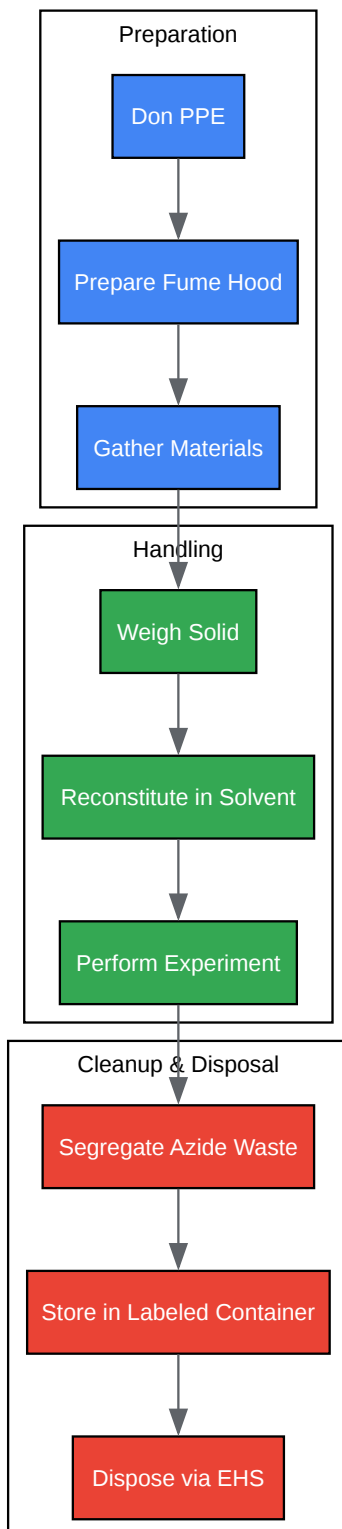 Preparation
Don PPE
Prepare Fume Hood
Gather Materials
Handling
Weigh Solid
Reconstitute in Solvent
Perform Experiment
Cleanup & Disposal
Segregate Azide Waste
Store in Labeled Container
Dispose via EHS